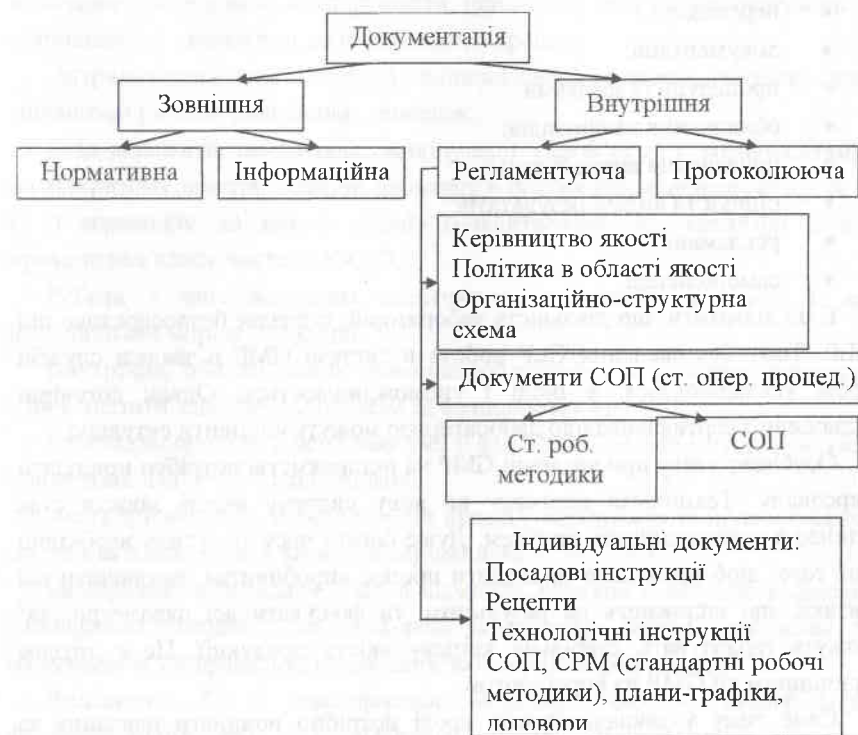 Документація
Зовнішня
Внутрішня
Нормативна
Інформаційна
Регламентуюча
Протоколююча
Керівництво якості
Політика в області якості
Організаційно-структурна
схема
Документи СОП (ст. опер. процед.)
Ст. роб.
методики
СОП
Індивідуальні документи:
Посадові інструкції
Рецепти
Технологічні інструкції
СОП, СРМ (стандартні робочі
методики), плани-графіки,
договори